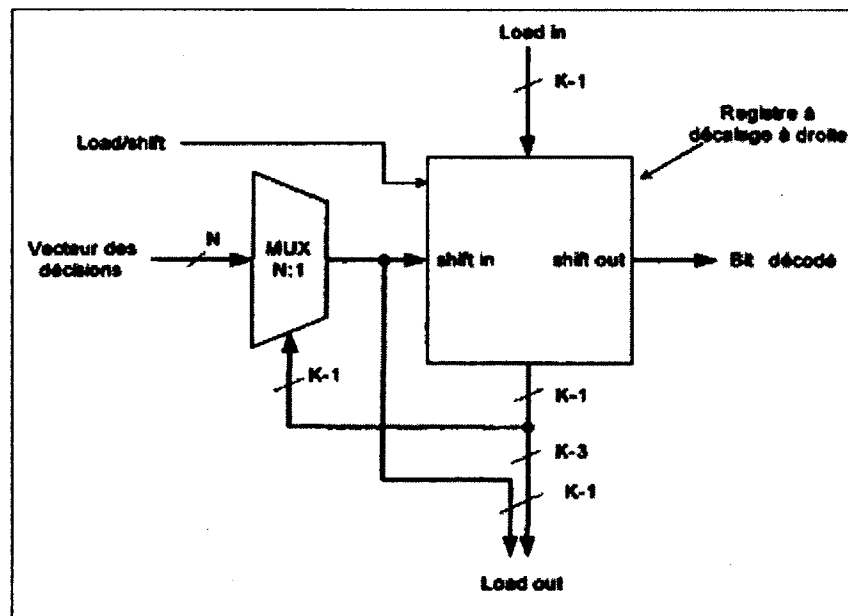 Load in
K-1
Registre à
décalage à droite
Load/shift
Vecteur des
décisions
N
MUX
N:1
shift in
shift out
Bit décodé
K-1
K-1
K-3
K-1
Load out